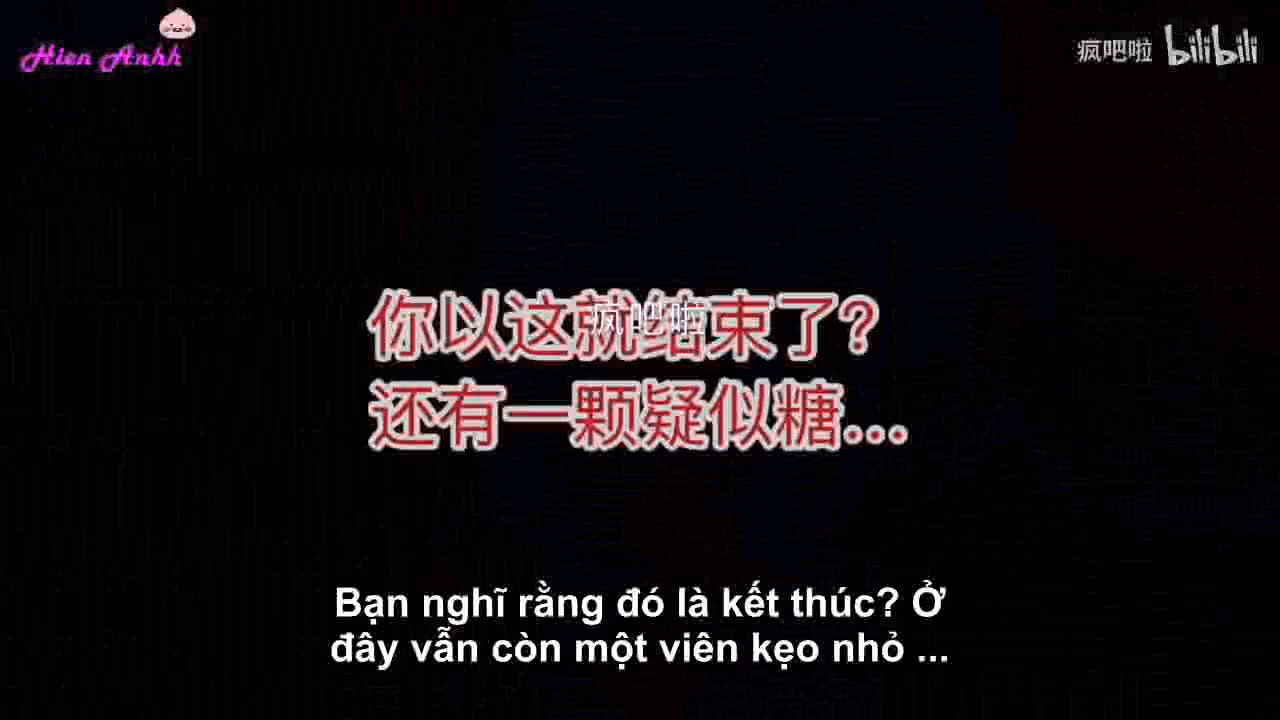 Hien Anhh
疯吧啦 bilibili
你以这就结束了?
疯吧啦
还有一颗疑似糖...
Bạn nghĩ rằng đó là kết thúc? Ở
đây vẫn còn một viên kẹo nhỏ ...